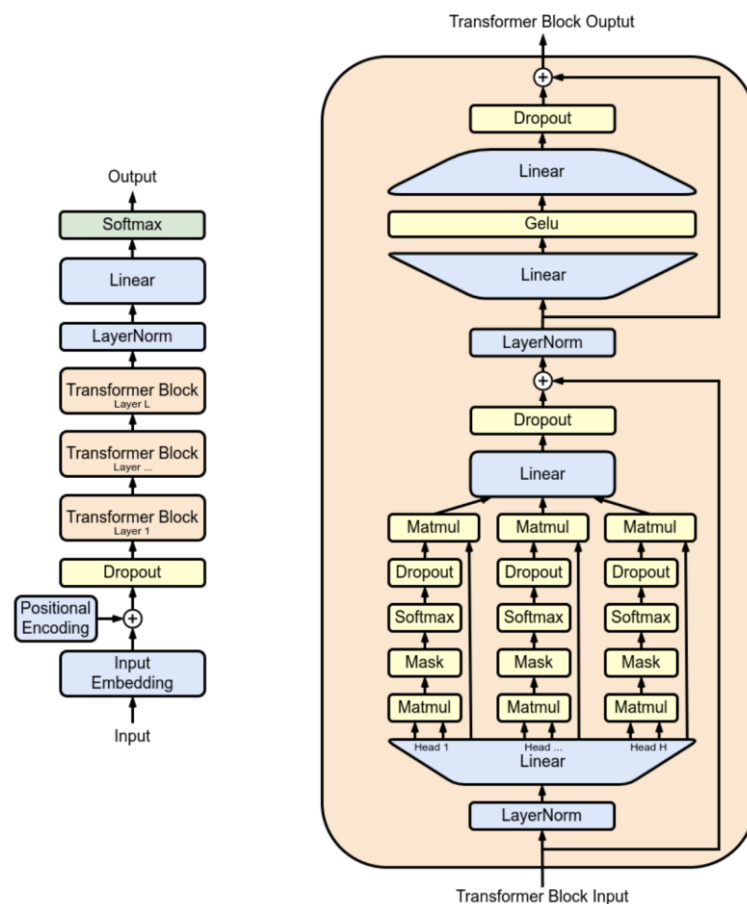 Output
Softmax
Linear
LayerNorm
Transformer Block
Layer L
Transformer Block
Layer ...
Transformer Block
Layer 1
Dropout
Positional
Encoding
+
Input
Embedding
Input
Transformer Block Ouptut
+
Dropout
Linear
Gelu
Linear
LayerNorm
+
Dropout
Linear
Matmul Matmul Matmul
Dropout Dropout Dropout
Softmax Softmax Softmax
Mask Mask Mask
Matmul Matmul Matmul
Head 1 Head ... Head H
Linear
LayerNorm
Transformer Block Input